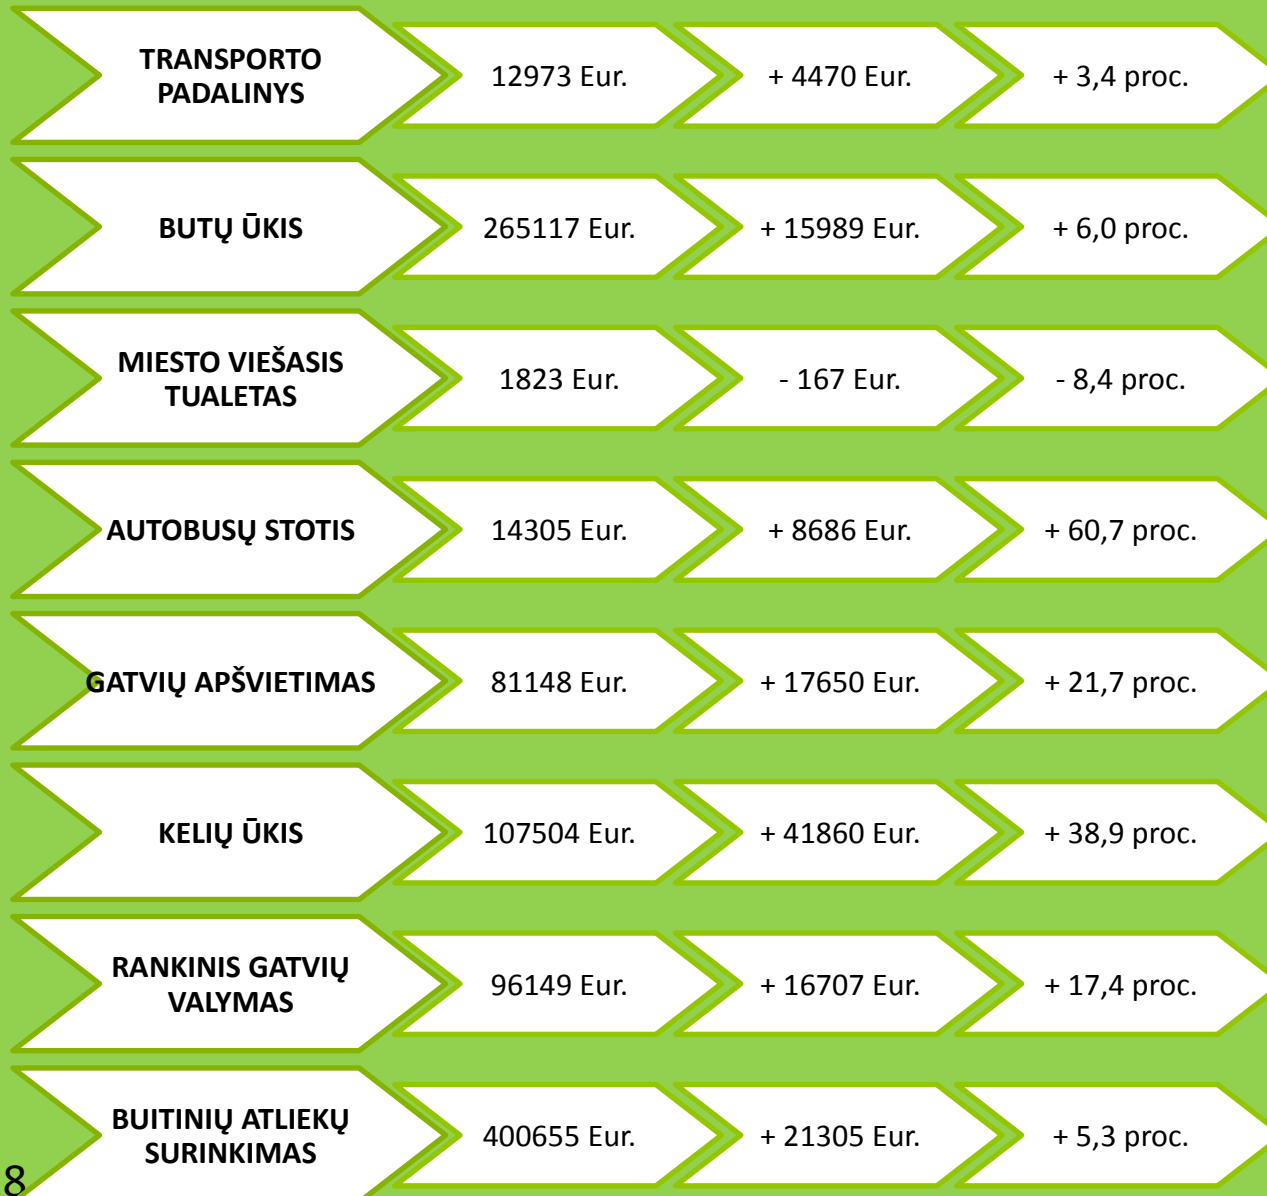 TRANSPORTO
PADALINYS
12973 Eur.
+ 4470 Eur.
+ 3,4 proc.
BUTŲ ŪKIS
265117 Eur.
+ 15989 Eur.
+ 6,0 proc.
MIESTO VIEŠASIS
TUALETAS
1823 Eur.
- 167 Eur.
- 8,4 proc.
AUTOBUSŲ STOTIS
14305 Eur.
+ 8686 Eur.
+ 60,7 proc.
GATVIŲ APŠVIETIMAS
81148 Eur.
+ 17650 Eur.
+ 21,7 proc.
KELIŲ ŪKIS
107504 Eur.
+ 41860 Eur.
+ 38,9 proc.
RANKINIS GATVIŲ
VALYMAS
96149 Eur.
+ 16707 Eur.
+ 17,4 proc.
BUITINIŲ ATLIEKŲ
SURINKIMAS
400655 Eur.
+ 21305 Eur.
+ 5,3 proc.
8